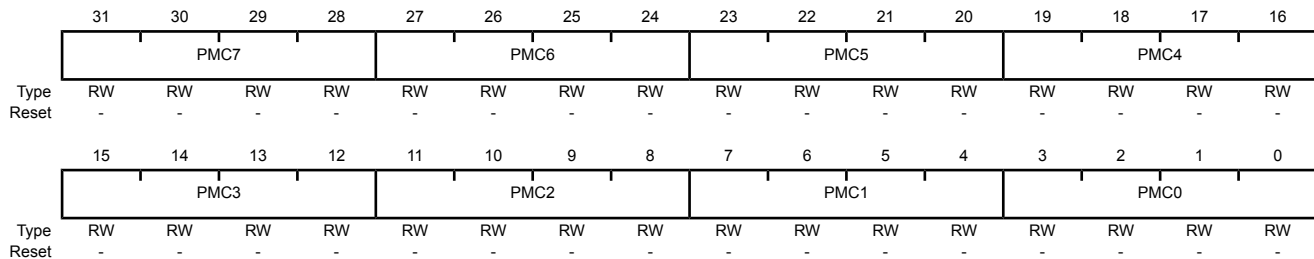 31 30 29 28 27 26 25 24 23 22 21 20 19 18 17 16
PMC7 PMC6 PMC5 PMC4
Type RW RW RW RW RW RW RW RW RW RW RW RW RW RW RW RW
Reset - - - - - - - - - - - - - - - -
15 14 13 12 11 10 9 8 7 6 5 4 3 2 1 0
PMC3 PMC2 PMC1 PMC0
Type RW RW RW RW RW RW RW RW RW RW RW RW RW RW RW RW
Reset - - - - - - - - - - - - - - - -